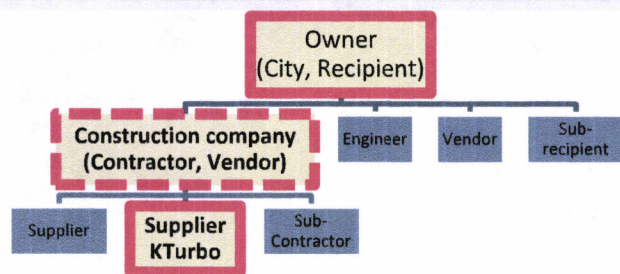 Owner
(City, Recipient)
Construction company
(Contractor, Vendor)
Engineer
Vendor
Sub-
recipient
Supplier
Supplier
KTurbo
Sub-
Contractor